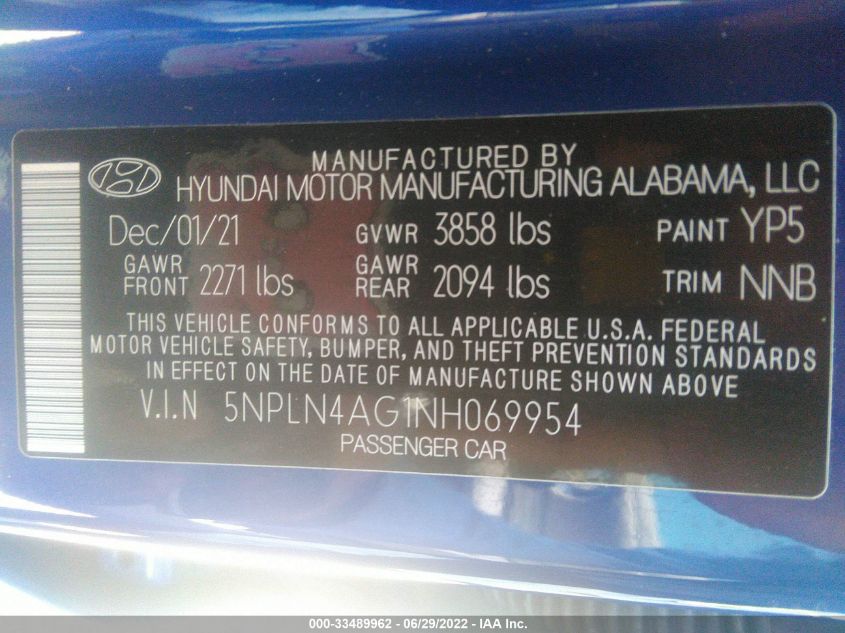 MANUFACTURED BY
HYUNDAI MOTOR MANUFACTURING ALABAMA, LLC
Dec/01/21 GVWR 3858 lbs PAINT YP5
GAWR FRONT 2271 lbs GAWR REAR 2094 lbs TRIM NNB
THIS VEHICLE CONFORMS TO ALL APPLICABLE U.S.A. FEDERAL
MOTOR VEHICLE SAFETY, BUMPER, AND THEFT PREVENTION STANDARDS
IN EFFECT ON THE DATE OF MANUFACTURE SHOWN ABOVE
V.I.N 5NPLN4AG1NH069954
PASSENGER CAR
000-33489962 - 06/29/2022 - © IAA Inc.